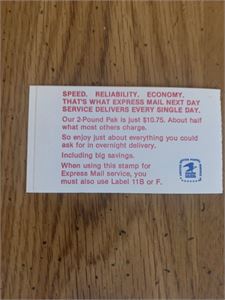 SPEED. RELIABILITY. ECONOMY.
THAT'S WHAT EXPRESS MAIL NEXT DAY
SERVICE DELIVERS EVERY SINGLE DAY.
Our 2-Pound Pak is just $10.75. About half
what most others charge.
So enjoy just about everything you could
ask for in overnight delivery.
Including big savings.
When using this stamp for
Express Mail service, you
must also use Label 11B or F.